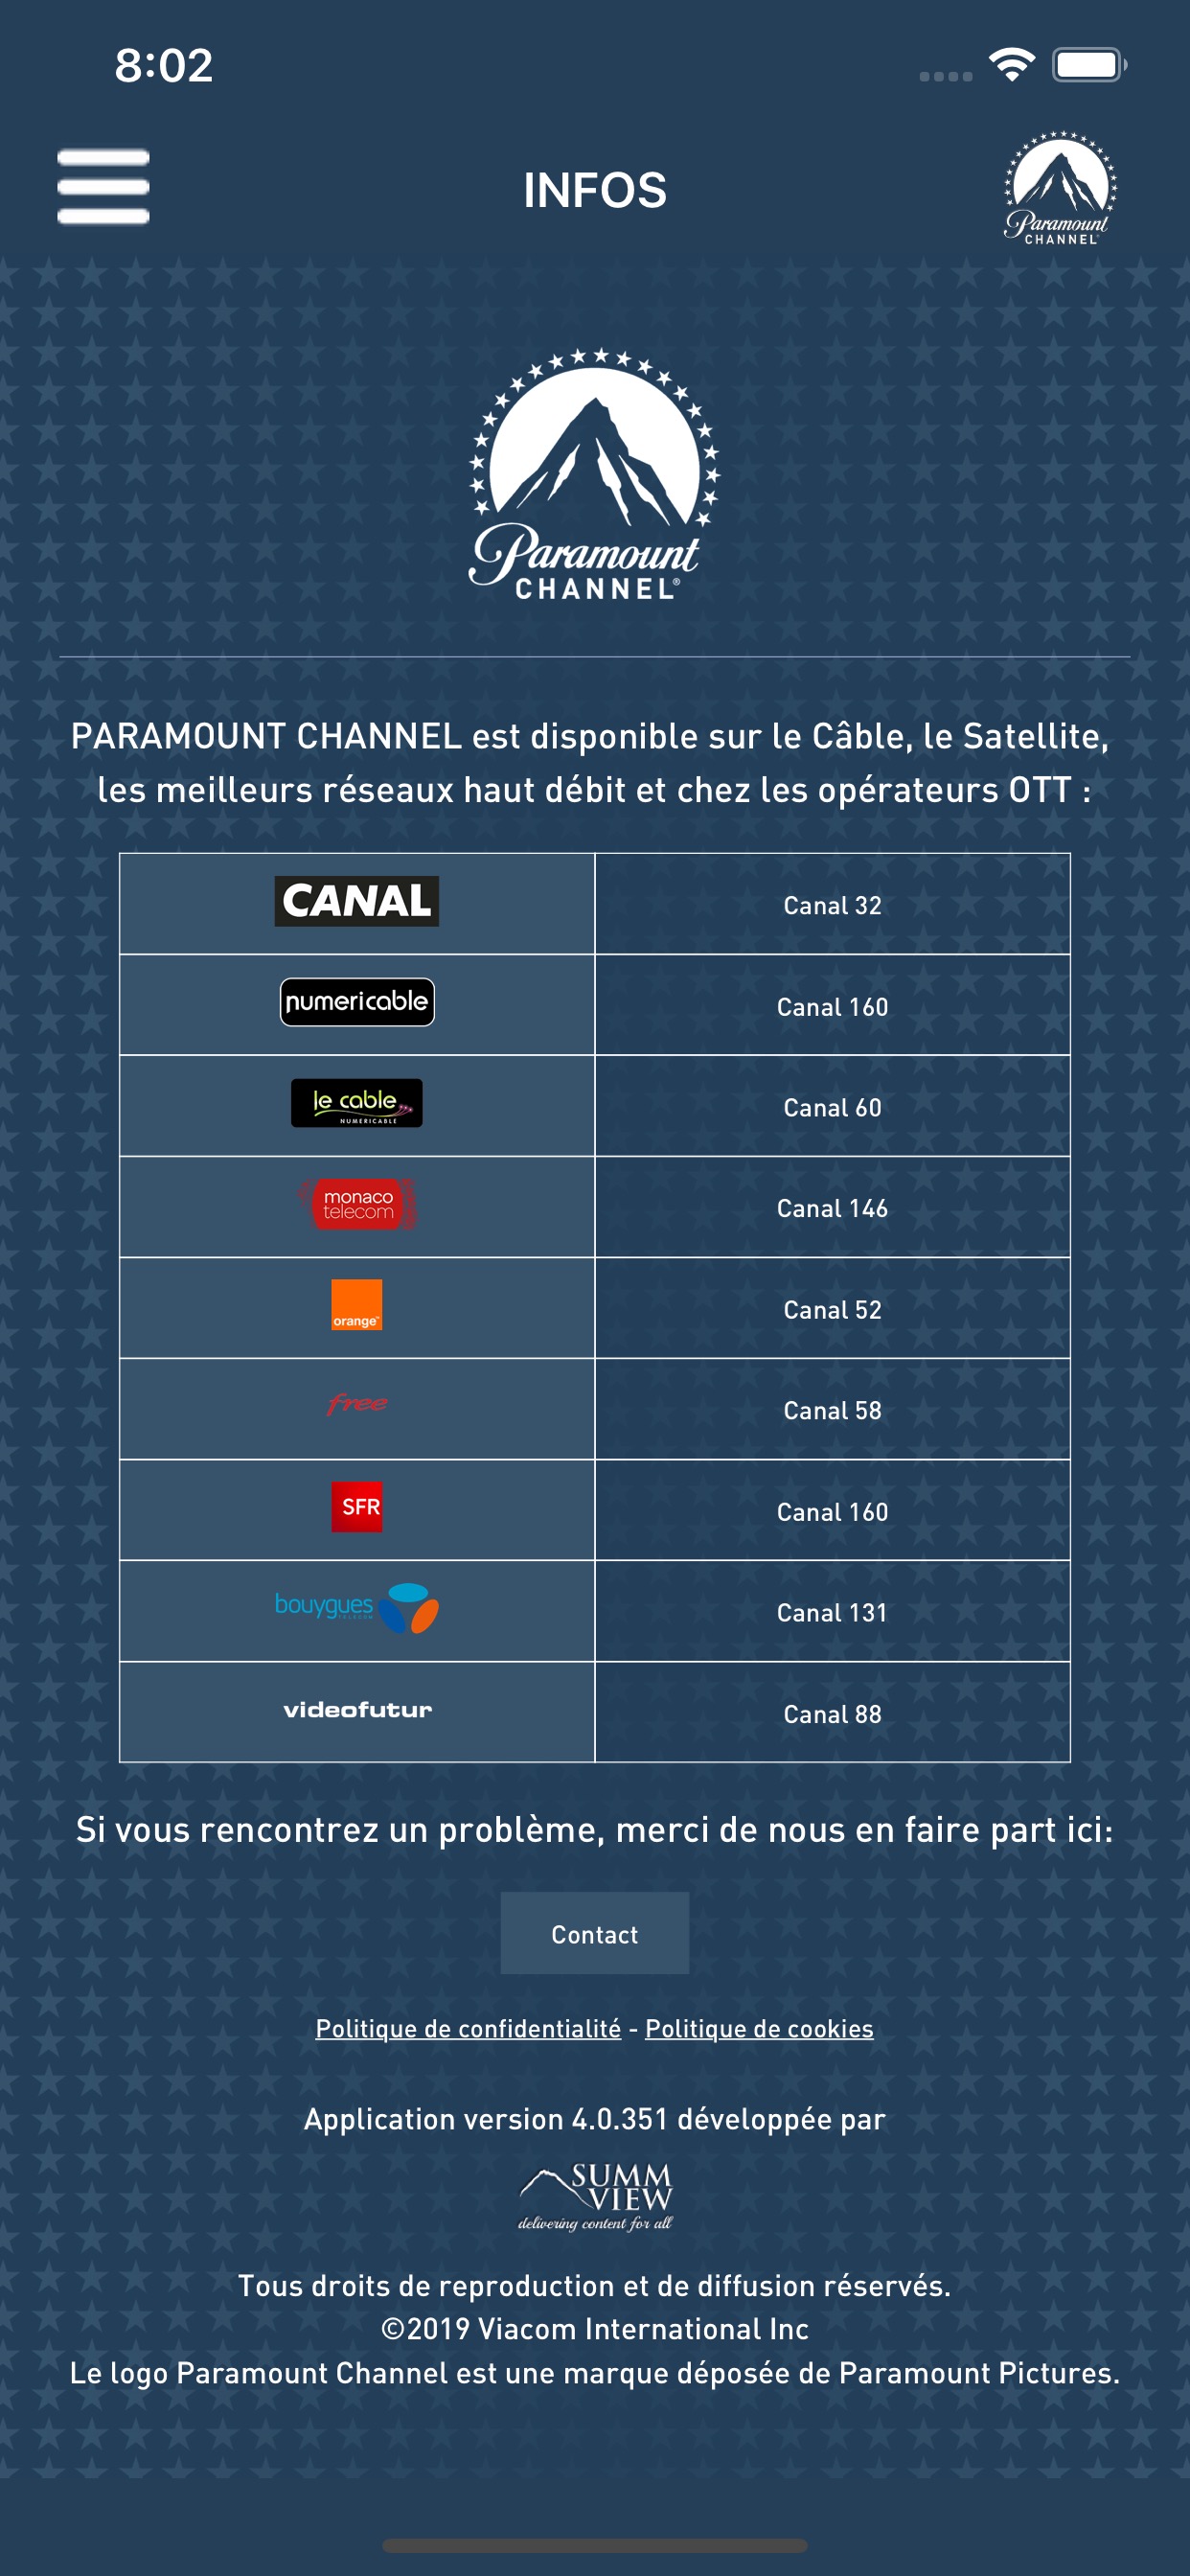 8:02
INFOS
Paramount
CHANNEL
Paramount
CHANNEL®
PARAMOUNT CHANNEL est disponible sur le Câble, le Satellite,
les meilleurs réseaux haut débit et chez les opérateurs OTT :
CANAL Canal 32
numericable Canal 160
le cable
NUMERICABLE
Canal 60
monaco
telecom
Canal 146
orange™ Canal 52
free Canal 58
SFR Canal 160
bouygues
TELECOM
Canal 131
videofutur Canal 88
Si vous rencontrez un problème, merci de nous en faire part ici:
Contact
Politique de confidentialité - Politique de cookies
Application version 4.0.351 développée par
SUMM
VIEW
delivering content for all
Tous droits de reproduction et de diffusion réservés.
©2019 Viacom International Inc
Le logo Paramount Channel est une marque déposée de Paramount Pictures.